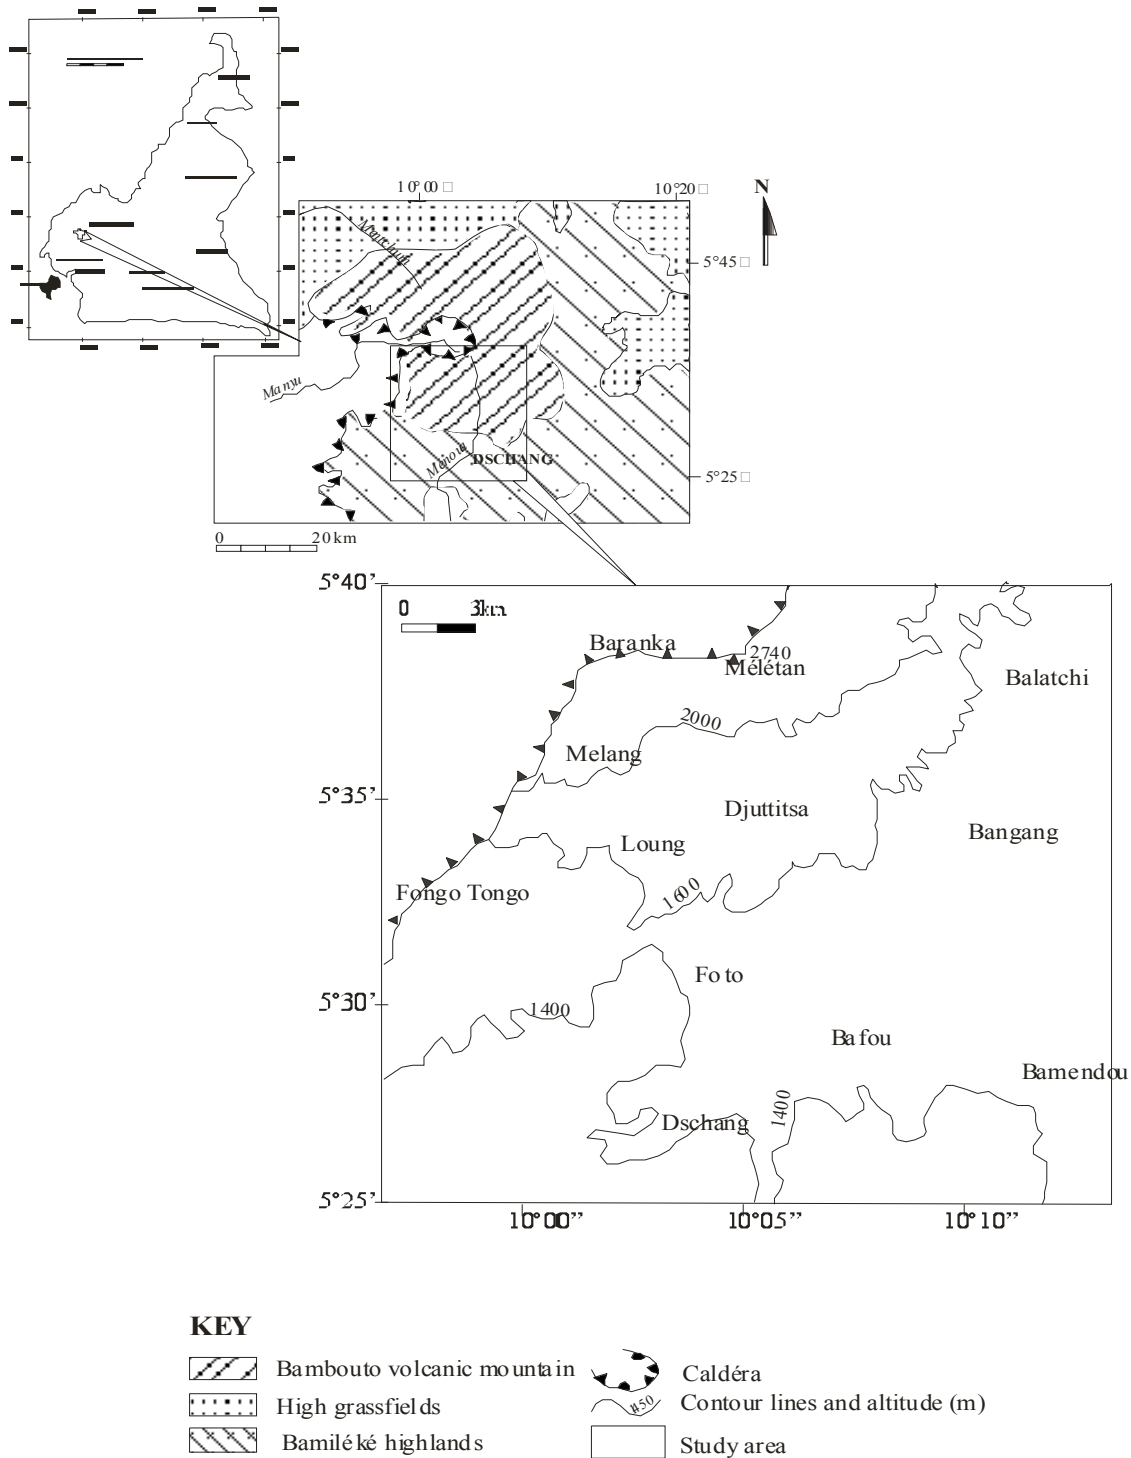 10°00
10°20
N
5°45
Manyu
Menoua
DSCHANG
5°25
0 20 km
5°40’
0 3km
Baranka
2740
Mélétan
Balatchi
2000
Melang
5°35’
Djuttitsa
Bangang
Loung
1600
Fongo Tongo
Foto
5°30’
1400
Bafou
Bamendou
1400
Dschang
5°25’
10°00’’
10°05’’
10°10’’
KEY
Bambouto volcanic mountain
Caldéra
High grassfields
Contour lines and altitude (m)
Bamiléké highlands
Study area